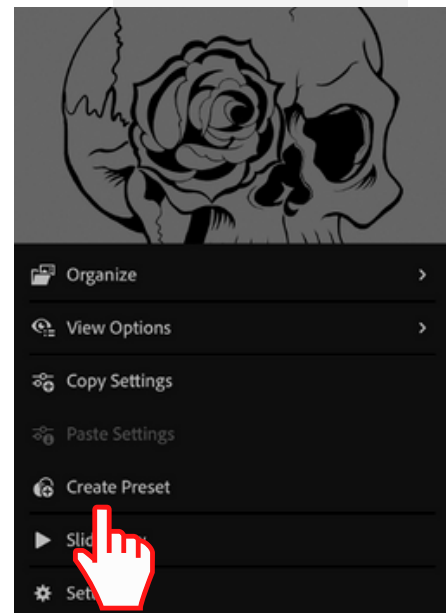 Organize
View Options
Copy Settings
Paste Settings
Create Preset